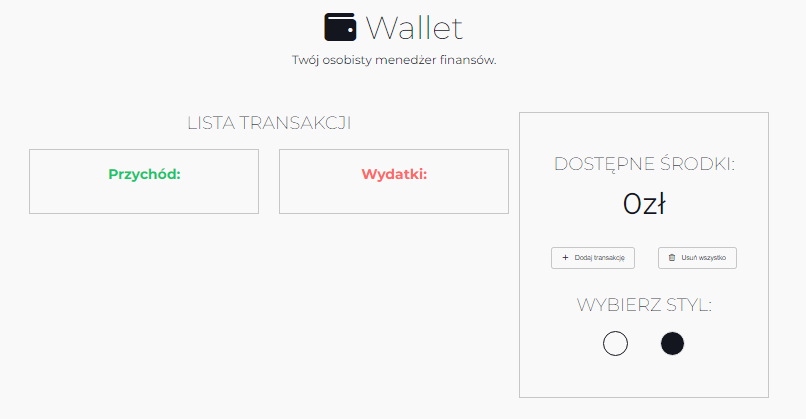 Wallet
Twój osobisty menedżer finansów.
LISTA TRANSAKCJI
Przychód:
Wydatki:
DOSTĘPNE ŚRODKI:
0zł
Dodaj transakcję
Usuń wszystko
WYBIERZ STYL: